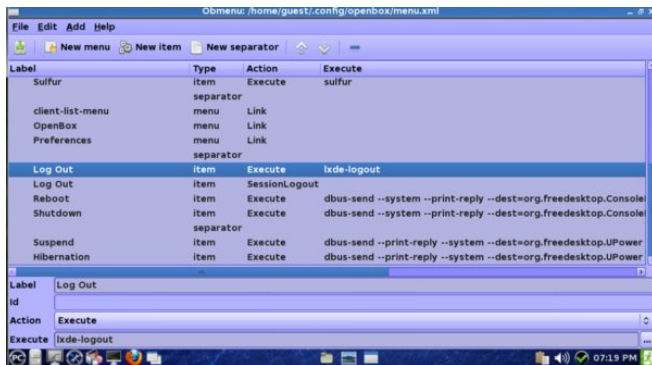 Obmenu: /home/guest/.config/openbox/menu.xml
File Edit Add Help
New menu New item New separator
Label Type Action Execute
Sulfur item Execute sulfur
separator
client-list-menu menu Link
OpenBox menu Link
Preferences menu Link
separator
Log Out item Execute lxde-logout
Log Out item SessionLogout
Reboot item Execute dbus-send --system --print-reply --dest=org.freedesktop.Console
Shutdown item Execute dbus-send --system --print-reply --dest=org.freedesktop.Console
separator
Suspend item Execute dbus-send --print-reply --system --dest=org.freedesktop.UPower
Hibernation item Execute dbus-send --print-reply --system --dest=org.freedesktop.UPower
Label Log Out
Id
Action Execute
Execute lxde-logout ...
PC 07:19 PM